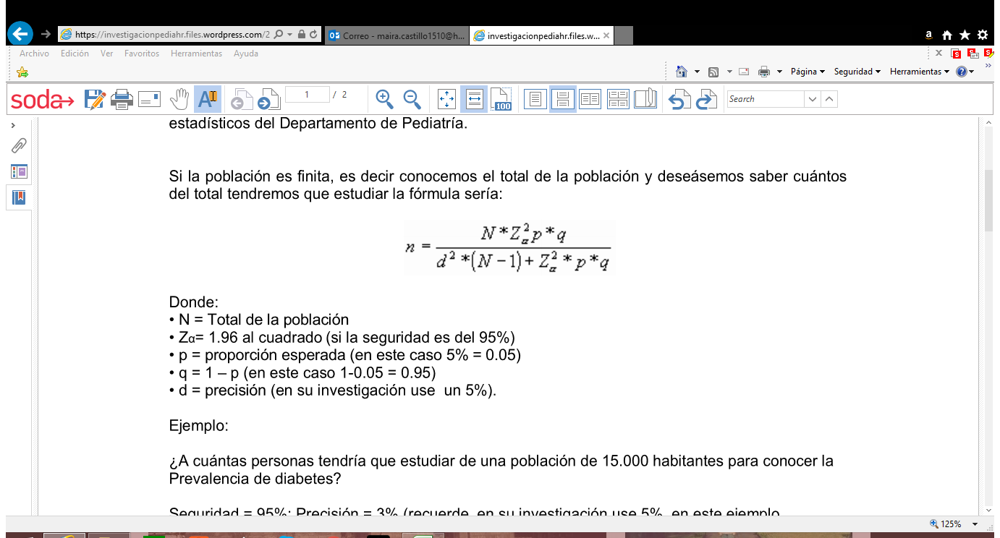 https://investigacionpediahr.files.wordpress.com/2
Correo - maira.castillo1510@h...
investigacionpediahr.files.w...
Archivo Edición Ver Favoritos Herramientas Ayuda
Página Seguridad Herramientas
soda
1 / 2
100
Search
estadísticos del Departamento de Pediatría.
Si la población es finita, es decir conocemos el total de la población y deseásemos saber cuántos
del total tendremos que estudiar la fórmula sería:
n = N * Z_α^2 p * q / d^2 * (N − 1) + Z_α^2 * p * q
Donde:
• N = Total de la población
• Zα= 1.96 al cuadrado (si la seguridad es del 95%)
• p = proporción esperada (en este caso 5% = 0.05)
• q = 1 – p (en este caso 1-0.05 = 0.95)
• d = precisión (en su investigación use un 5%).
Ejemplo:
¿A cuántas personas tendría que estudiar de una población de 15.000 habitantes para conocer la
Prevalencia de diabetes?
Seguridad = 95%; Precisión = 3% (recuerde, en su investigación use 5%, en este ejemplo
125%